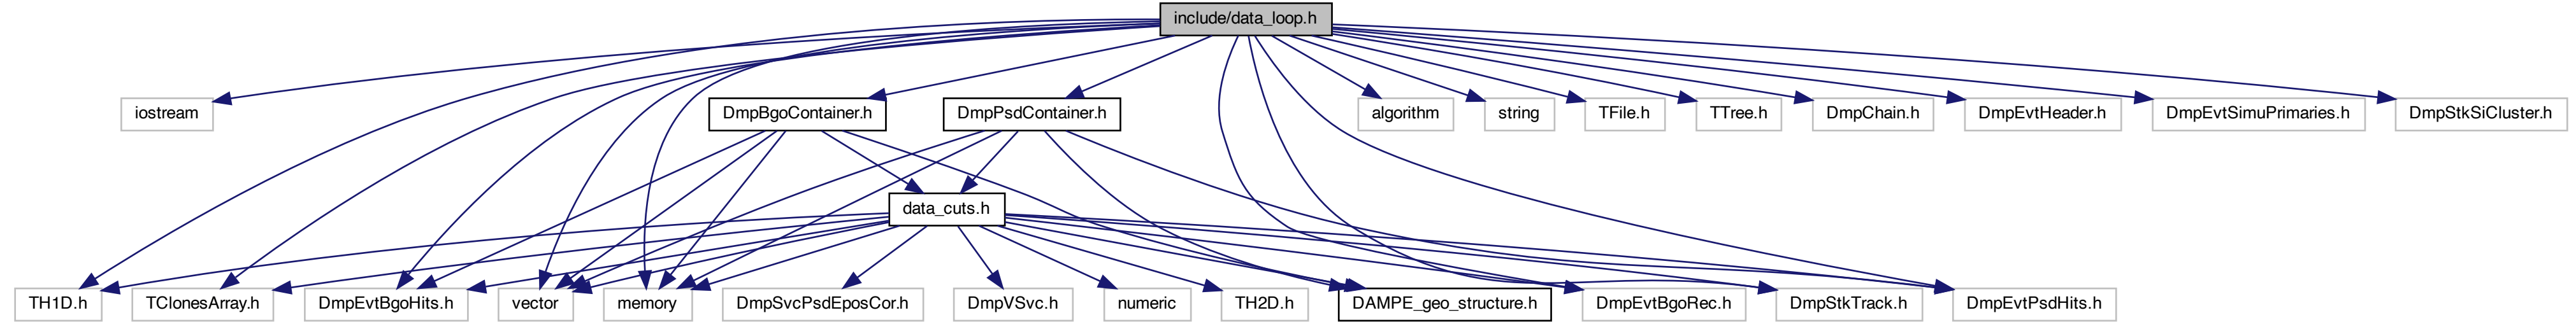 include/data_loop.h
iostream
DmpBgoContainer.h
DmpPsdContainer.h
algorithm
string
TFile.h
TTree.h
DmpChain.h
DmpEvtHeader.h
DmpEvtSimuPrimaries.h
DmpStkSiCluster.h
data_cuts.h
TH1D.h
TClonesArray.h
DmpEvtBgoHits.h
vector
memory
DmpSvcPsdEposCor.h
DmpVSvc.h
numeric
TH2D.h
DAMPE_geo_structure.h
DmpEvtBgoRec.h
DmpStkTrack.h
DmpEvtPsdHits.h